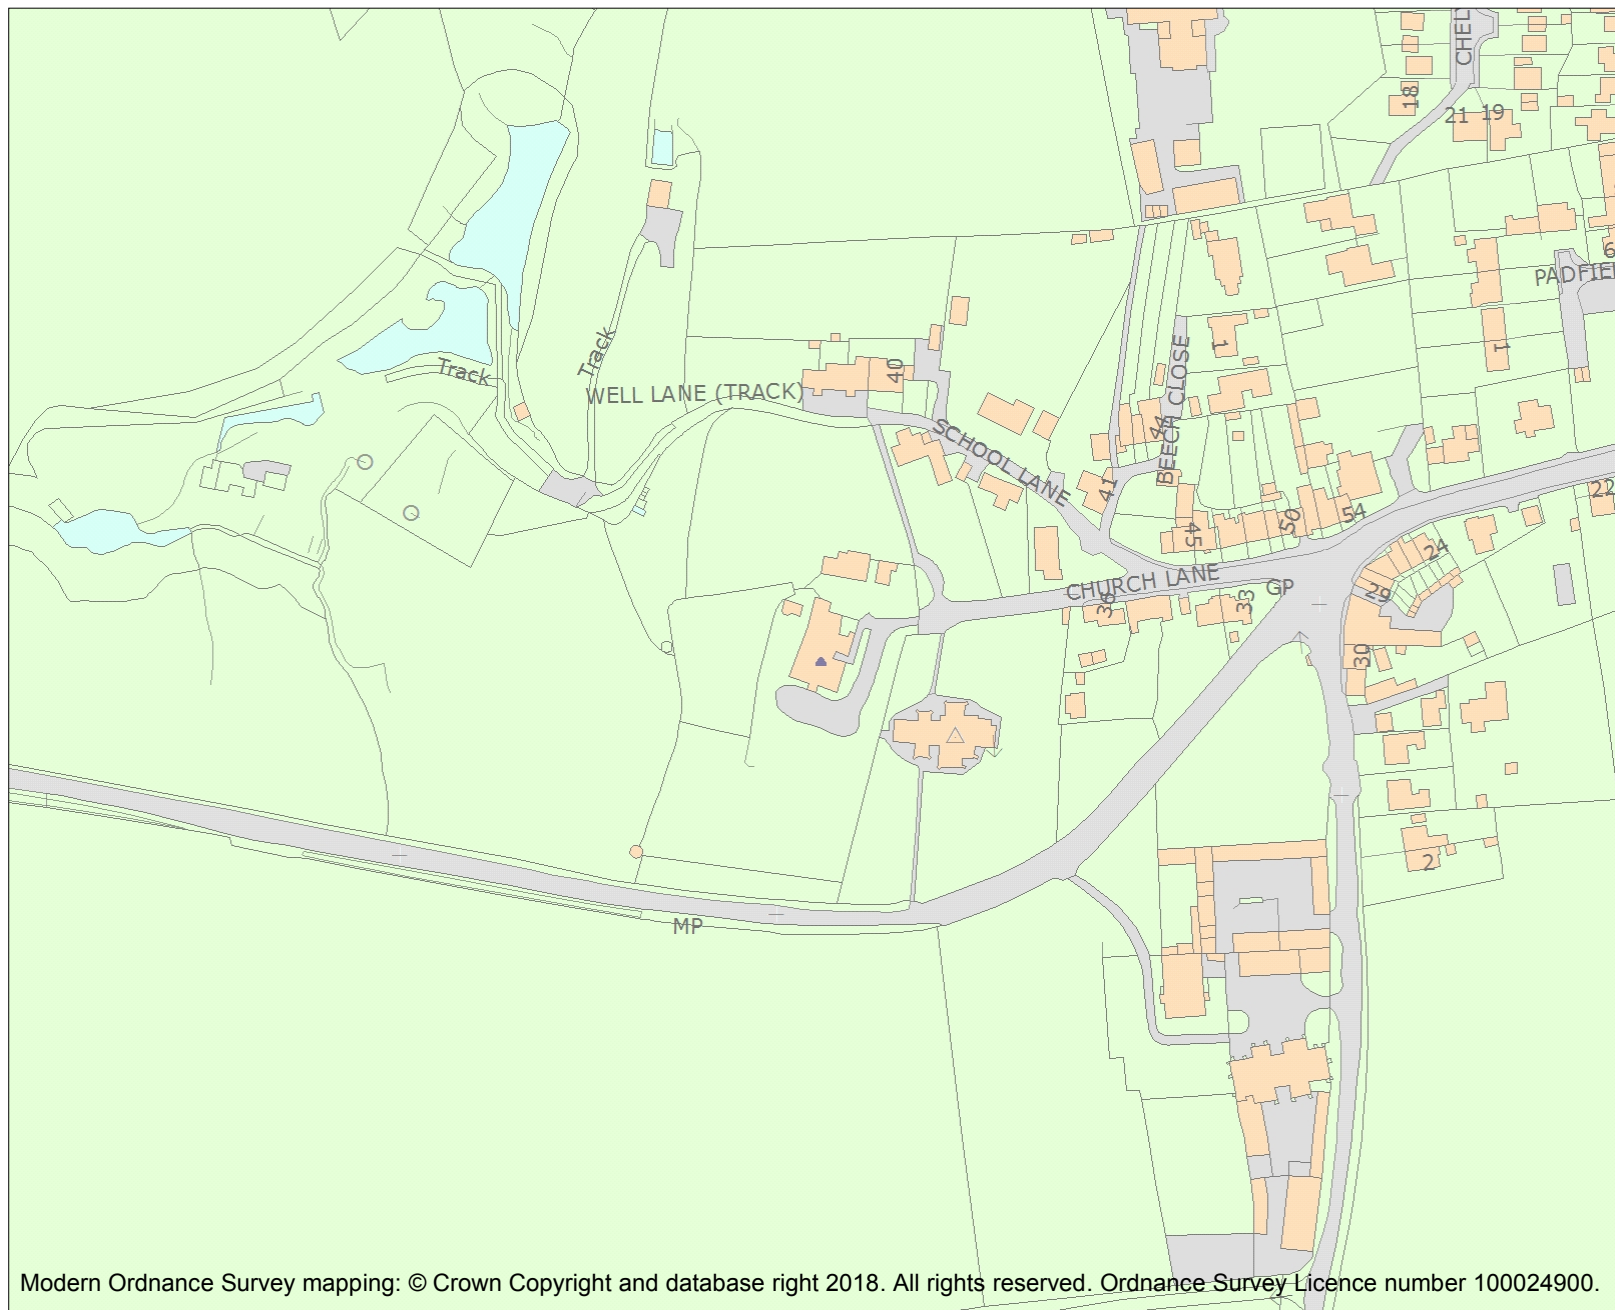 CHEL
18
21
19
PADFIE
6
Track
Track
WELL LANE (TRACK)
40
SCHOOL LANE
BEECH CLOSE
1
1
44
41
45
50
54
22
24
29
CHURCH LANE
GP
36
33
30
2
MP
Modern Ordnance Survey mapping: © Crown Copyright and database right 2018. All rights reserved. Ordnance Survey Licence number 100024900.